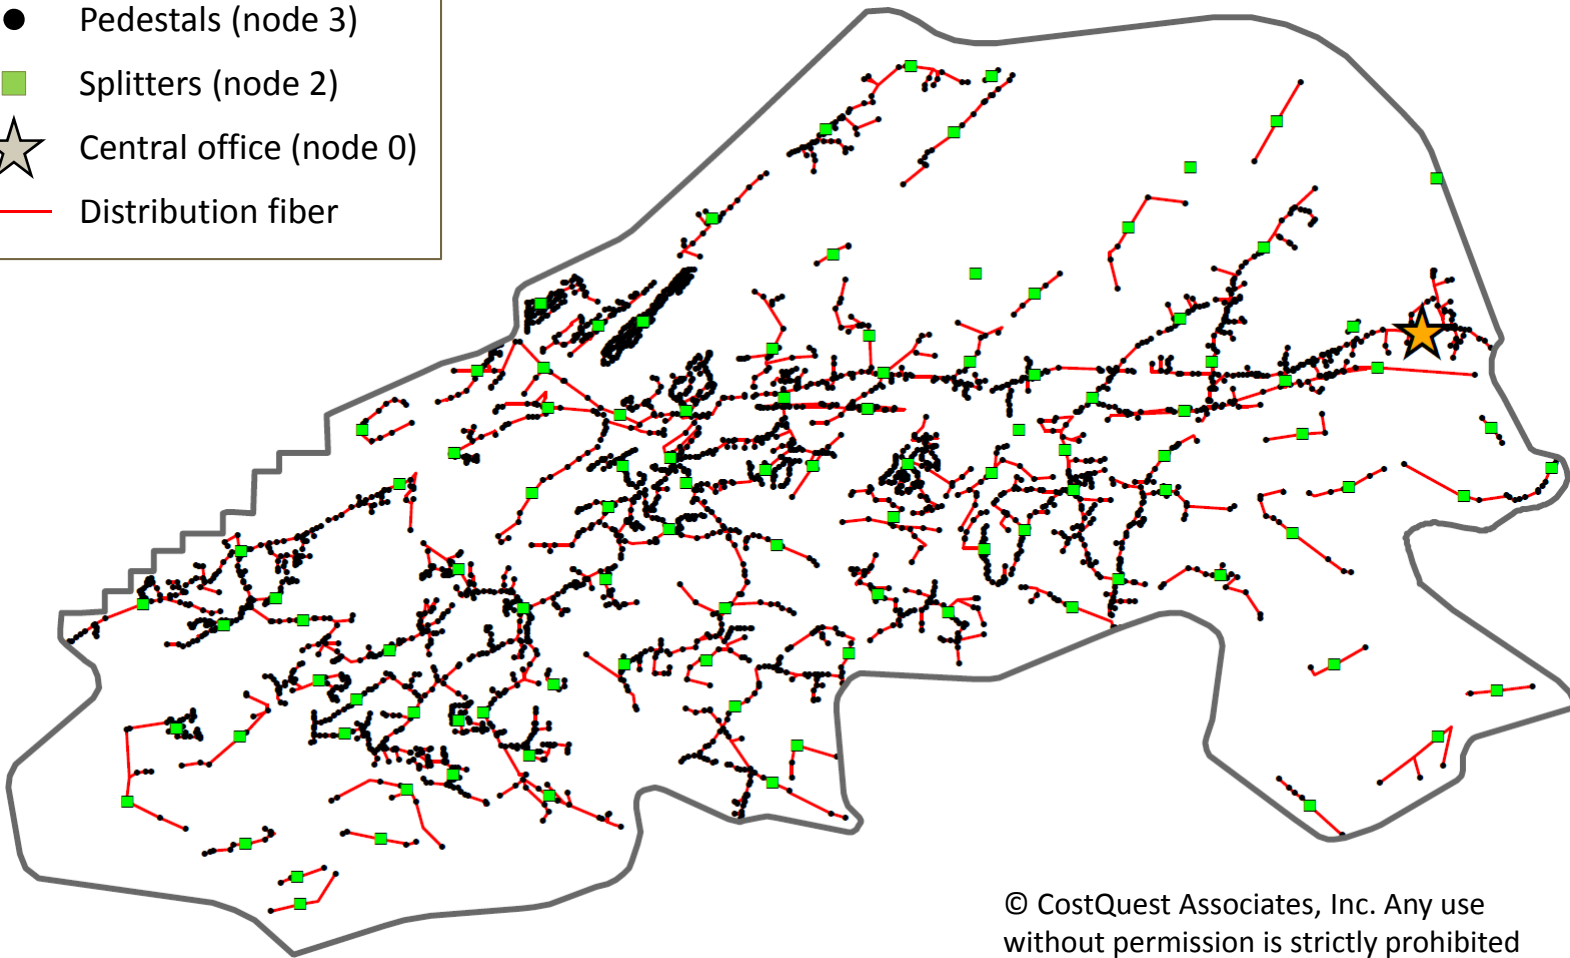 Pedestals (node 3)
Splitters (node 2)
Central office (node 0)
Distribution fiber
© CostQuest Associates, Inc. Any use
without permission is strictly prohibited